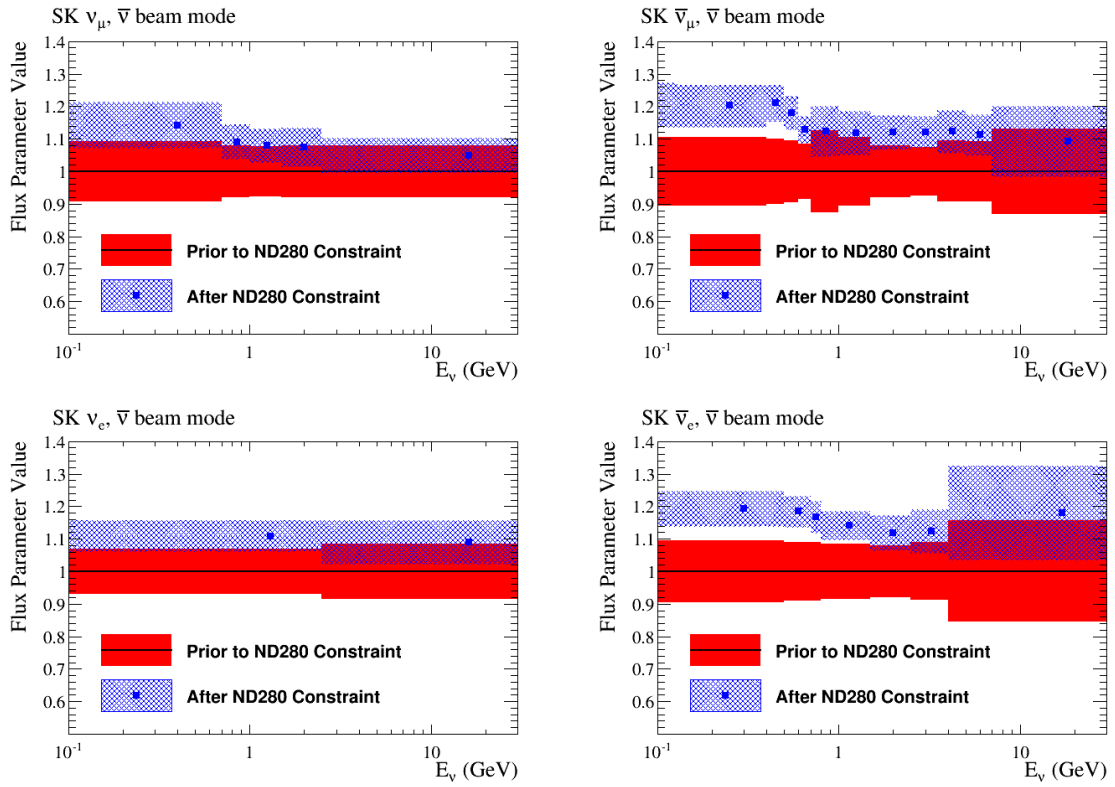 SK νμ, ν̅ beam mode
Flux Parameter Value
1.4
1.3
1.2
1.1
1
0.9
0.8
0.7
0.6
Prior to ND280 Constraint
After ND280 Constraint
10⁻¹ 1 10
Eν (GeV)
SK ν̅μ, ν̅ beam mode
Flux Parameter Value
1.4
1.3
1.2
1.1
1
0.9
0.8
0.7
0.6
Prior to ND280 Constraint
After ND280 Constraint
10⁻¹ 1 10
Eν (GeV)
SK νe, ν̅ beam mode
Flux Parameter Value
1.4
1.3
1.2
1.1
1
0.9
0.8
0.7
0.6
Prior to ND280 Constraint
After ND280 Constraint
10⁻¹ 1 10
Eν (GeV)
SK ν̅e, ν̅ beam mode
Flux Parameter Value
1.4
1.3
1.2
1.1
1
0.9
0.8
0.7
0.6
Prior to ND280 Constraint
After ND280 Constraint
10⁻¹ 1 10
Eν (GeV)